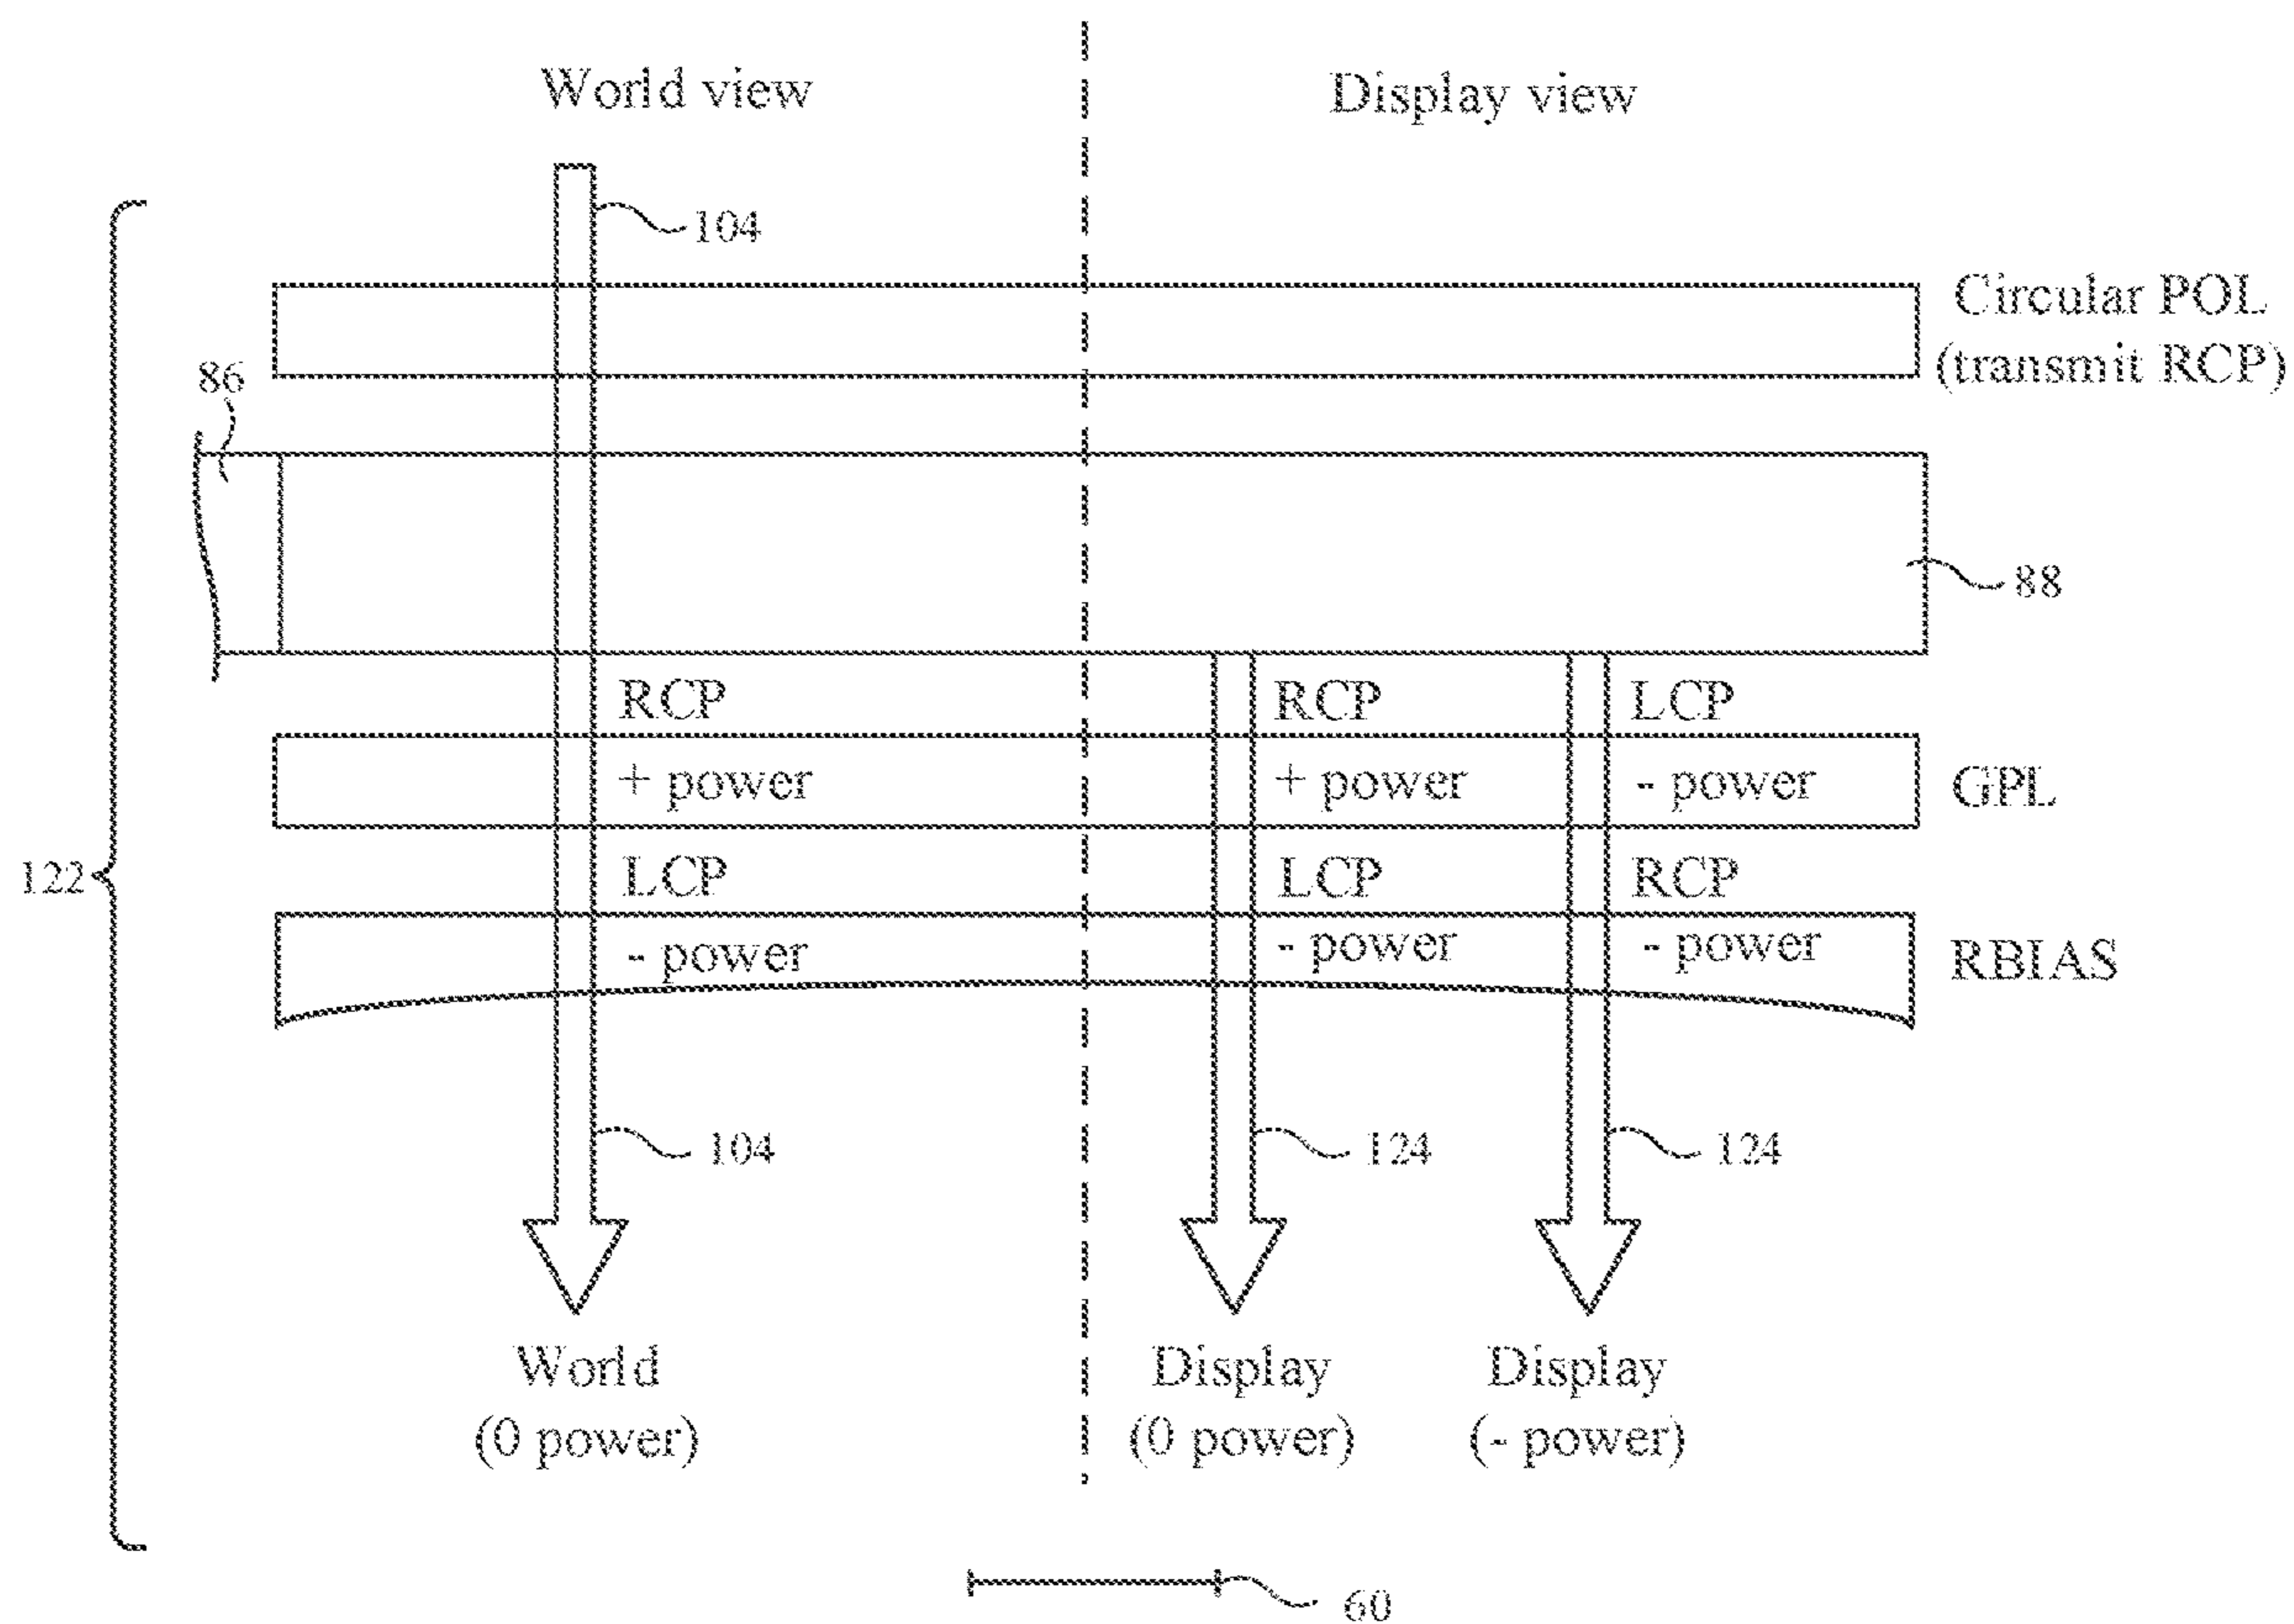 World view
Display view
104
Circular POL
(transmit RCP)
86
88
RCP
RCP
LCP
+ power
+ power
- power
GPL
122
LCP
LCP
RCP
- power
- power
- power
RBIAS
104
124
124
World
(0 power)
Display
(0 power)
Display
(- power)
60